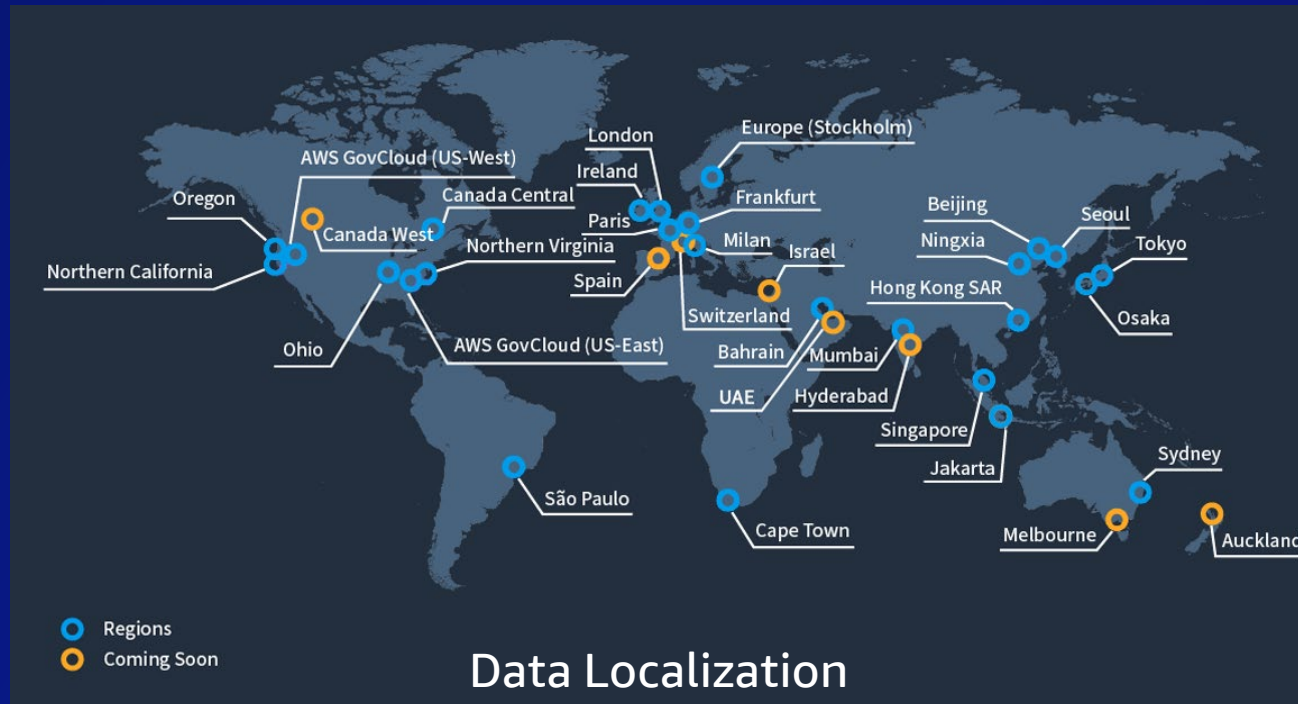 London
Europe (Stockholm)
AWS GovCloud (US-West)
Ireland
Oregon
Canada Central
Frankfurt
Beijing
Seoul
Paris
Canada West
Northern Virginia
Milan
Israel
Ningxia
Tokyo
Northern California
Spain
Hong Kong SAR
Switzerland
Osaka
Ohio
AWS GovCloud (US-East)
Bahrain
Mumbai
UAE
Hyderabad
Singapore
Jakarta
Sydney
São Paulo
Cape Town
Melbourne
Auckland
Regions
Coming Soon
Data Localization